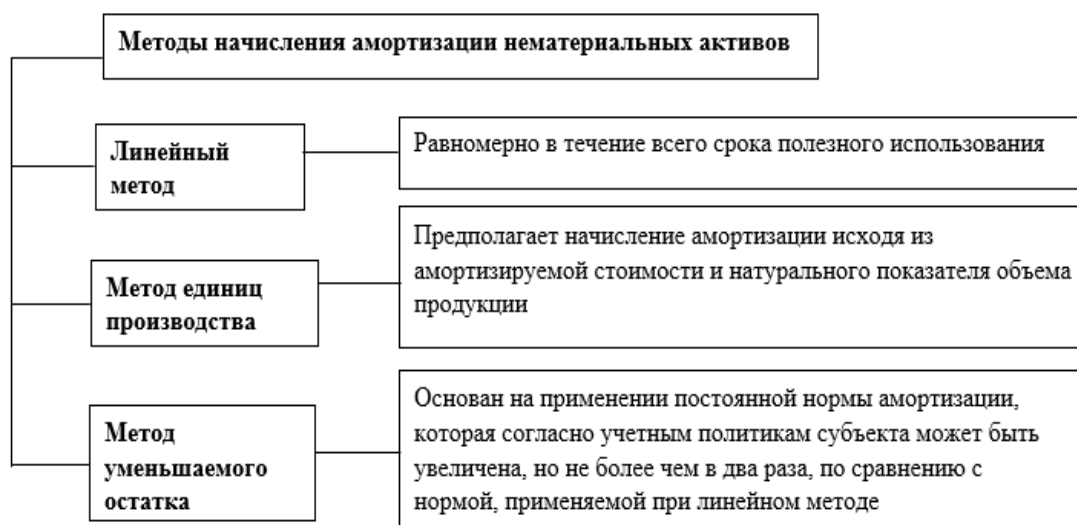 Методы начисления амортизации нематериальных активов
Линейный
метод
Равномерно в течение всего срока полезного использования
Метод единиц
производства
Предполагает начисление амортизации исходя из
амортизируемой стоимости и натурального показателя объема
продукции
Метод
уменьшаемого
остатка
Основан на применении постоянной нормы амортизации,
которая согласно учетным политикам субъекта может быть
увеличена, но не более чем в два раза, по сравнению с
нормой, применяемой при линейном методе